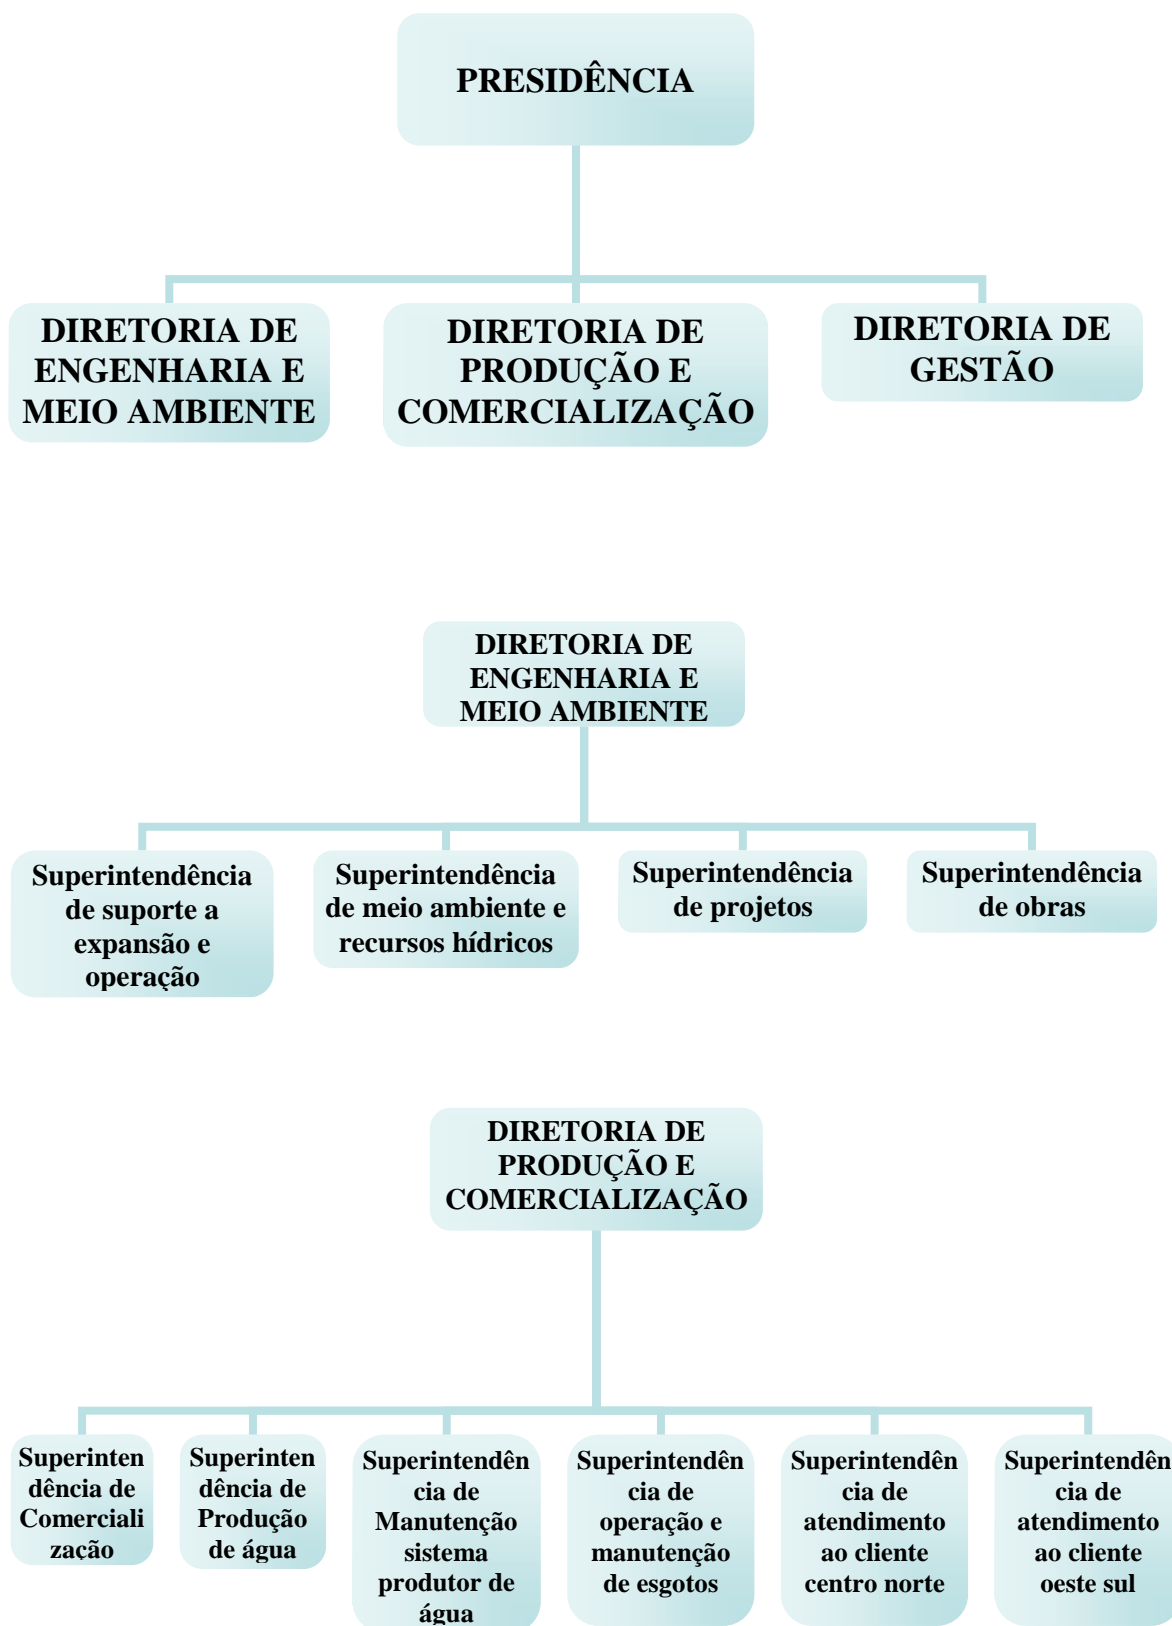 PRESIDÊNCIA
DIRETORIA DE
ENGENHARIA E
MEIO AMBIENTE
DIRETORIA DE
PRODUÇÃO E
COMERCIALIZAÇÃO
DIRETORIA DE
GESTÃO
DIRETORIA DE
ENGENHARIA E
MEIO AMBIENTE
Superintendência
de suporte a
expansão e
operação
Superintendência
de meio ambiente e
recursos hídricos
Superintendência
de projetos
Superintendência
de obras
DIRETORIA DE
PRODUÇÃO E
COMERCIALIZAÇÃO
Superinten
dência de
Comerciali
zação
Superinten
dência de
Produção
de água
Superintendên
cia de
Manutenção
sistema
produtor de
água
Superintendên
cia de
operação e
manutenção
de esgotos
Superintendên
cia de
atendimento
ao cliente
centro norte
Superintendên
cia de
atendimento
ao cliente
oeste sul